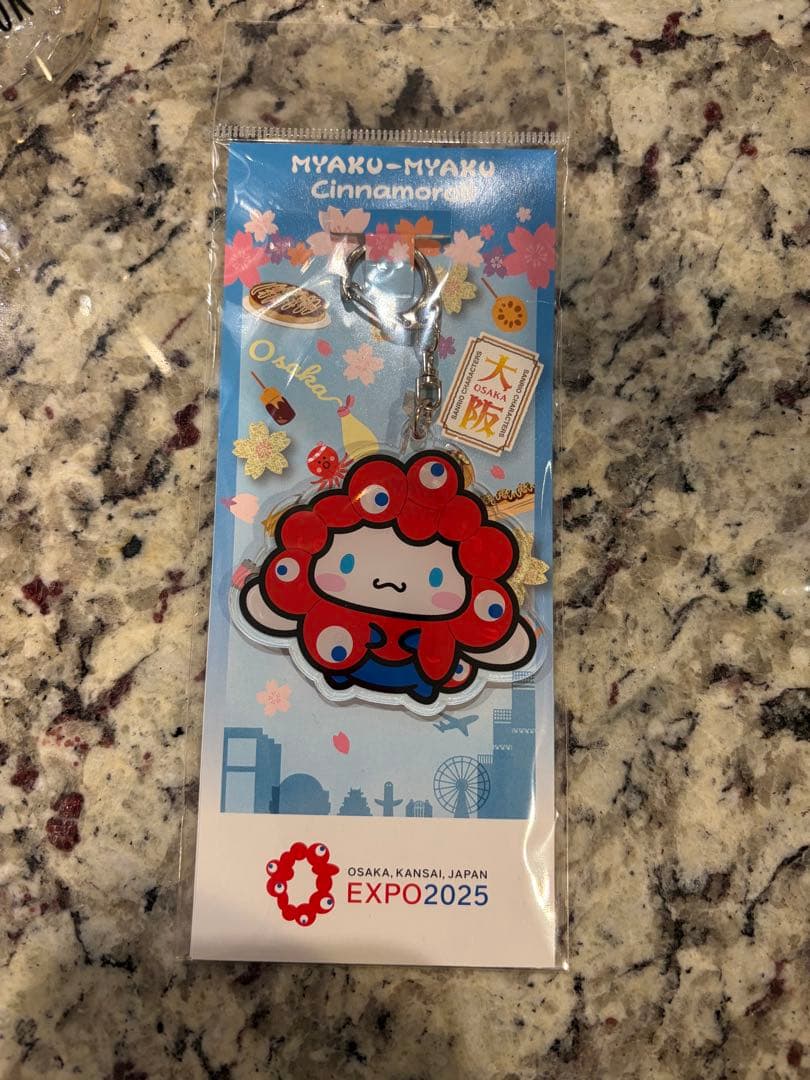 MYAKU-MYAKU
Cinnamoroll
Osaka
SANRIO CHARACTERS
大
OSAKA
阪
SANRIO CHARACTERS
OSAKA, KANSAI, JAPAN
EXPO2025